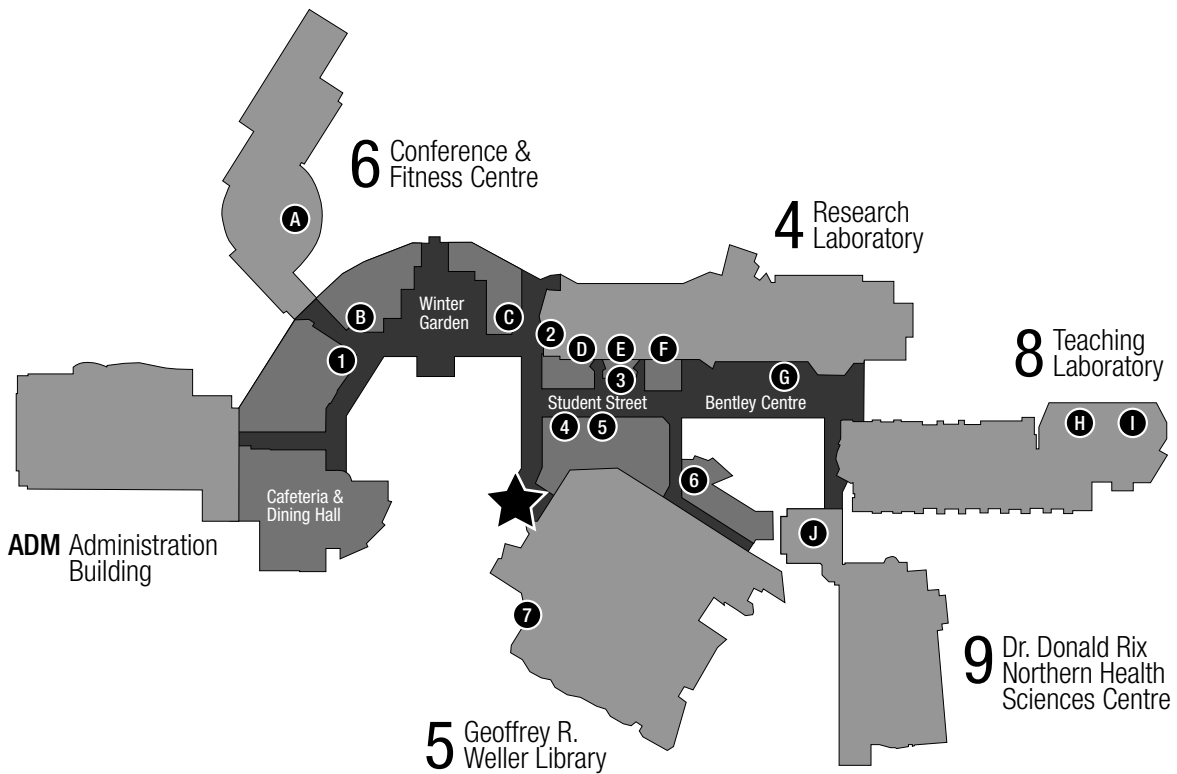 6 Conference &
Fitness Centre
A
4 Research
Laboratory
Winter
Garden
B
C
1
2
D
E
F
3
G
8 Teaching
Laboratory
Student Street
Bentley Centre
4
5
H
I
6
Cafeteria &
Dining Hall
J
ADM Administration
Building
7
9 Dr. Donald Rix
Northern Health
Sciences Centre
5 Geoffrey R.
Weller Library